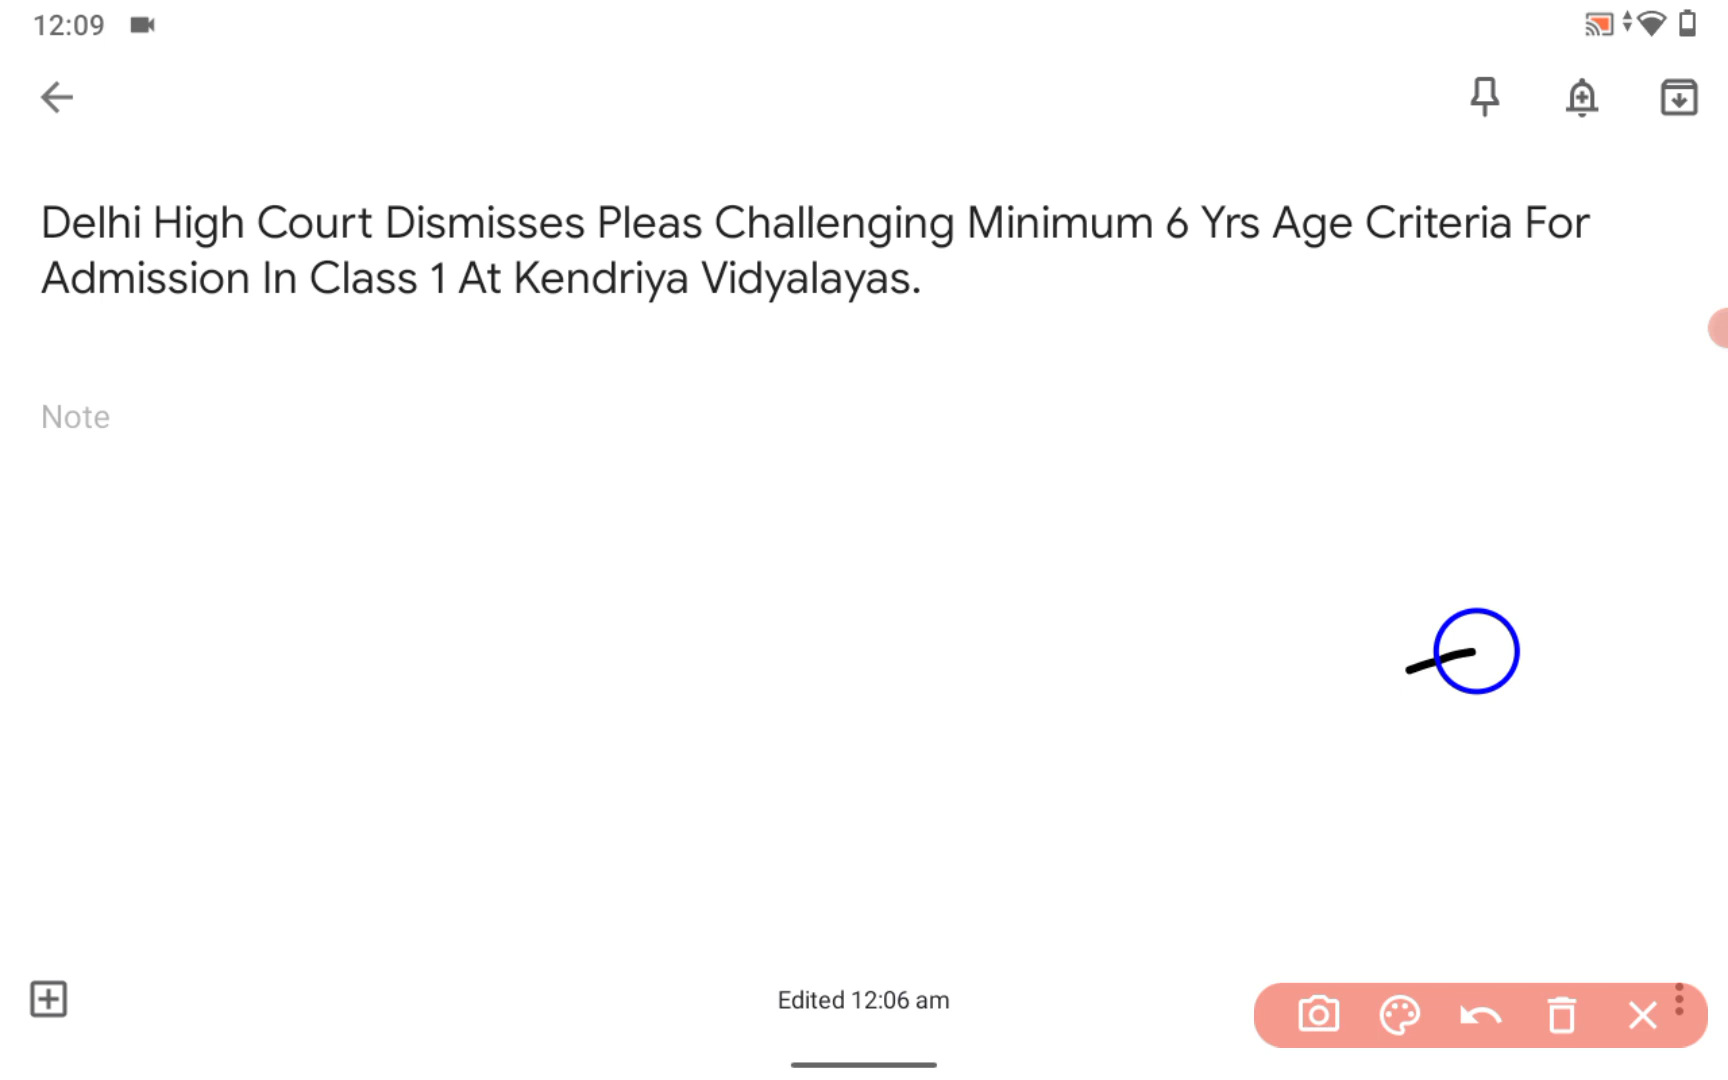 12:09
Delhi High Court Dismisses Pleas Challenging Minimum 6 Yrs Age Criteria For
Admission In Class 1 At Kendriya Vidyalayas.
Note
Edited 12:06 am